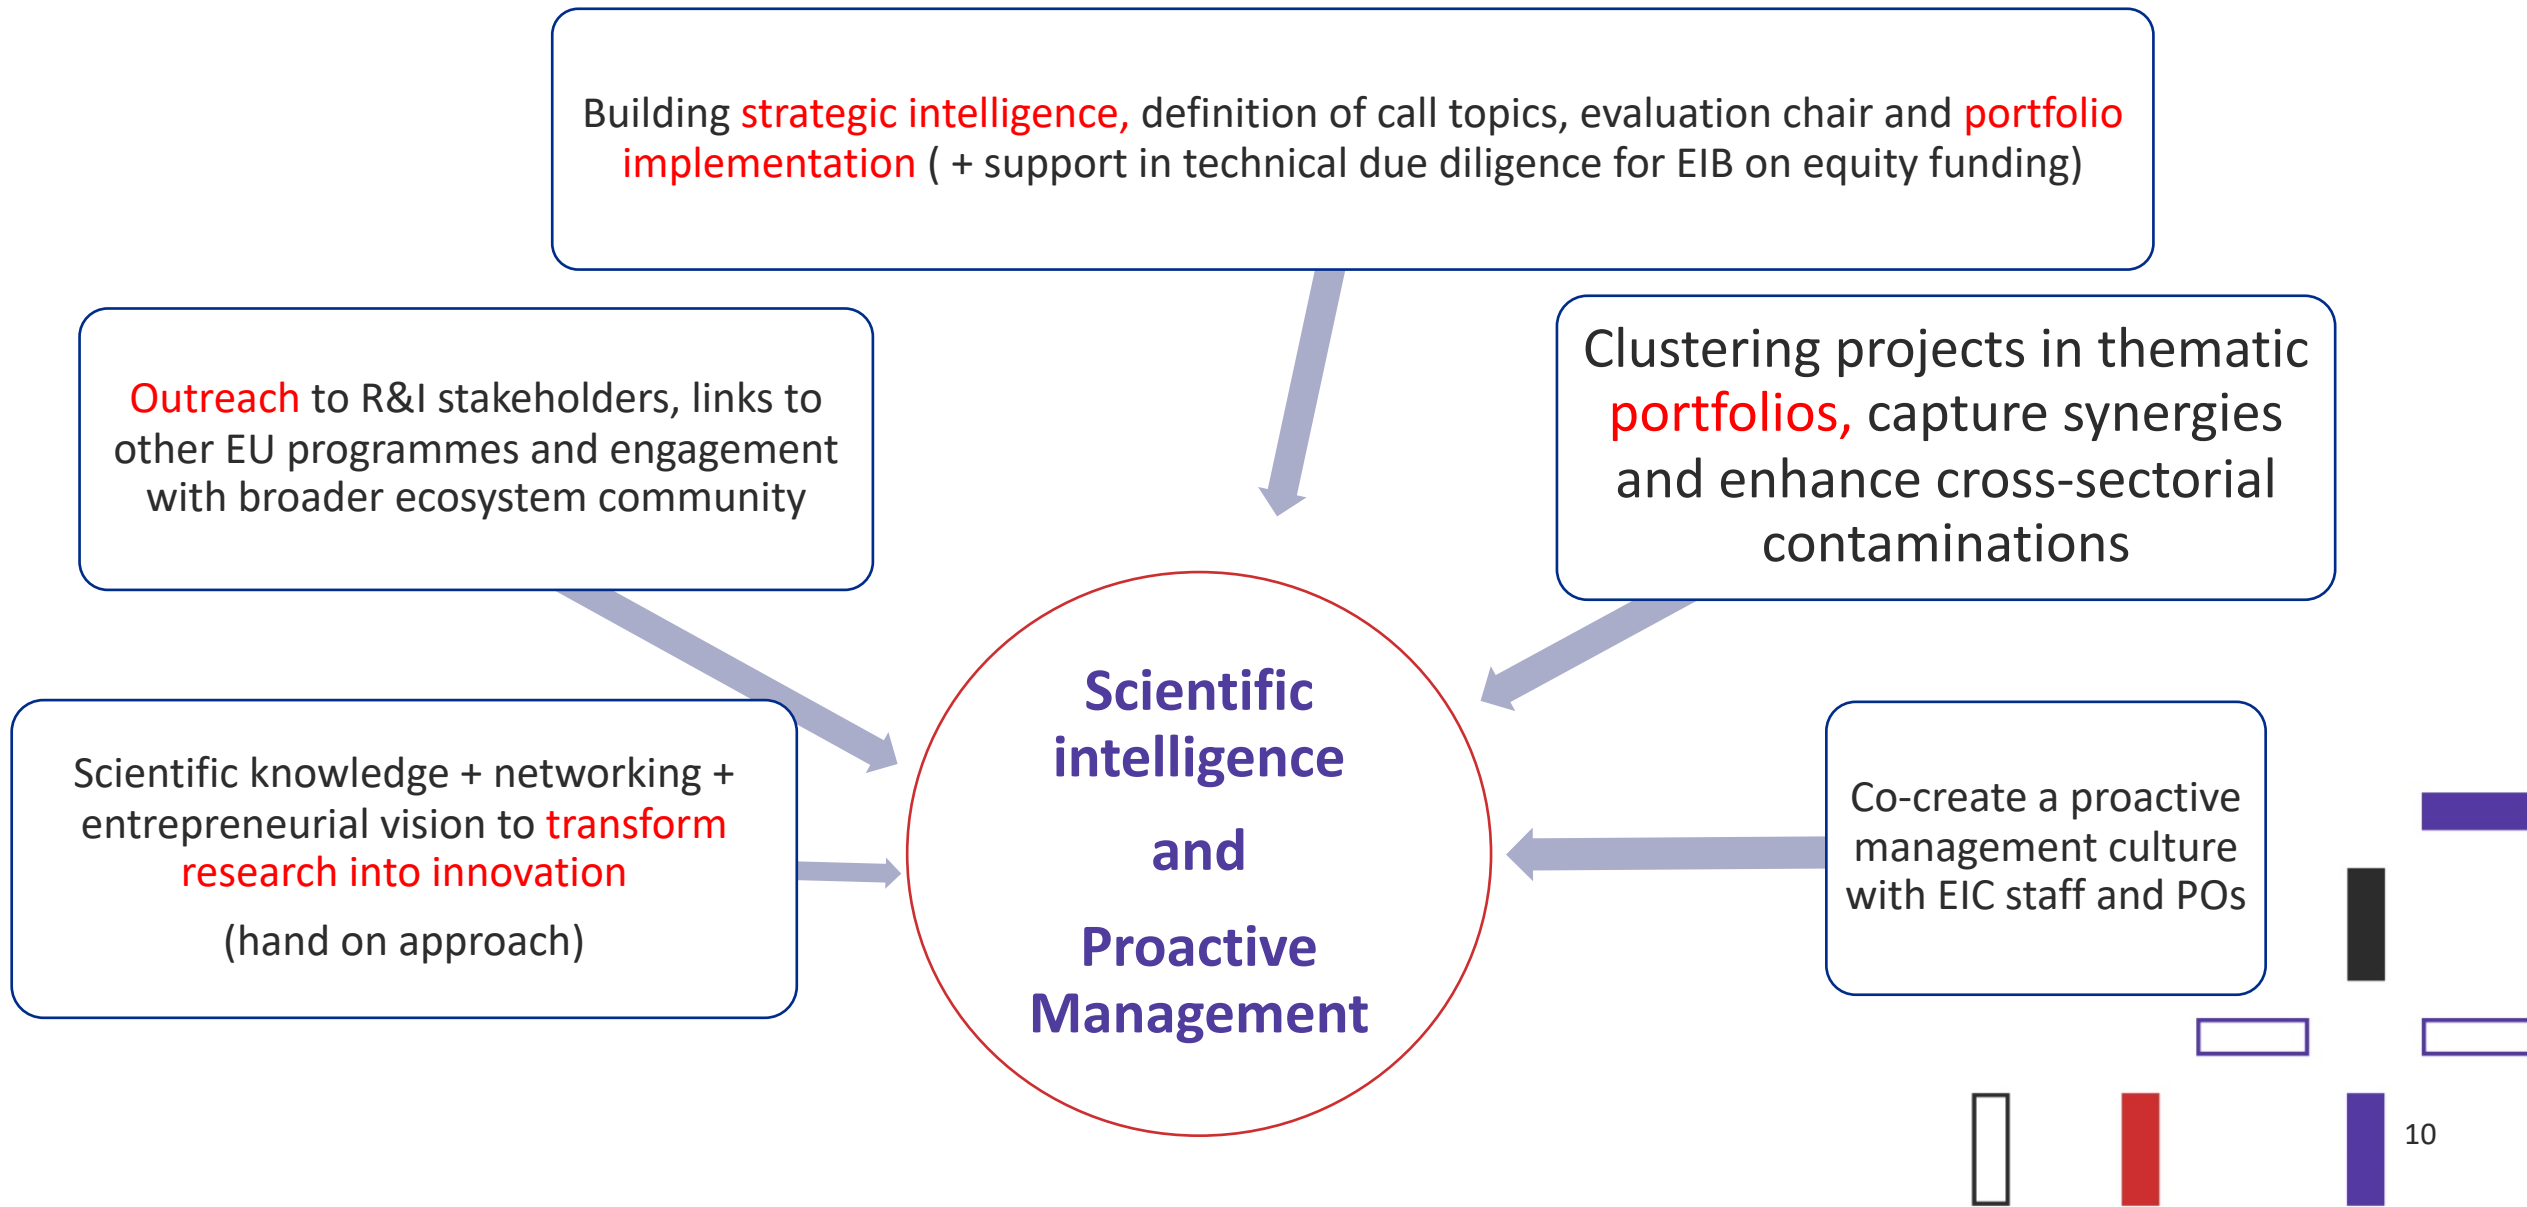 Building strategic intelligence, definition of call topics, evaluation chair and portfolio
implementation ( + support in technical due diligence for EIB on equity funding)
Outreach to R&I stakeholders, links to
other EU programmes and engagement
with broader ecosystem community
Clustering projects in thematic
portfolios, capture synergies
and enhance cross-sectorial
contaminations
Scientific knowledge + networking +
entrepreneurial vision to transform
research into innovation
(hand on approach)
Scientific
intelligence
and
Proactive
Management
Co-create a proactive
management culture
with EIC staff and POs
10